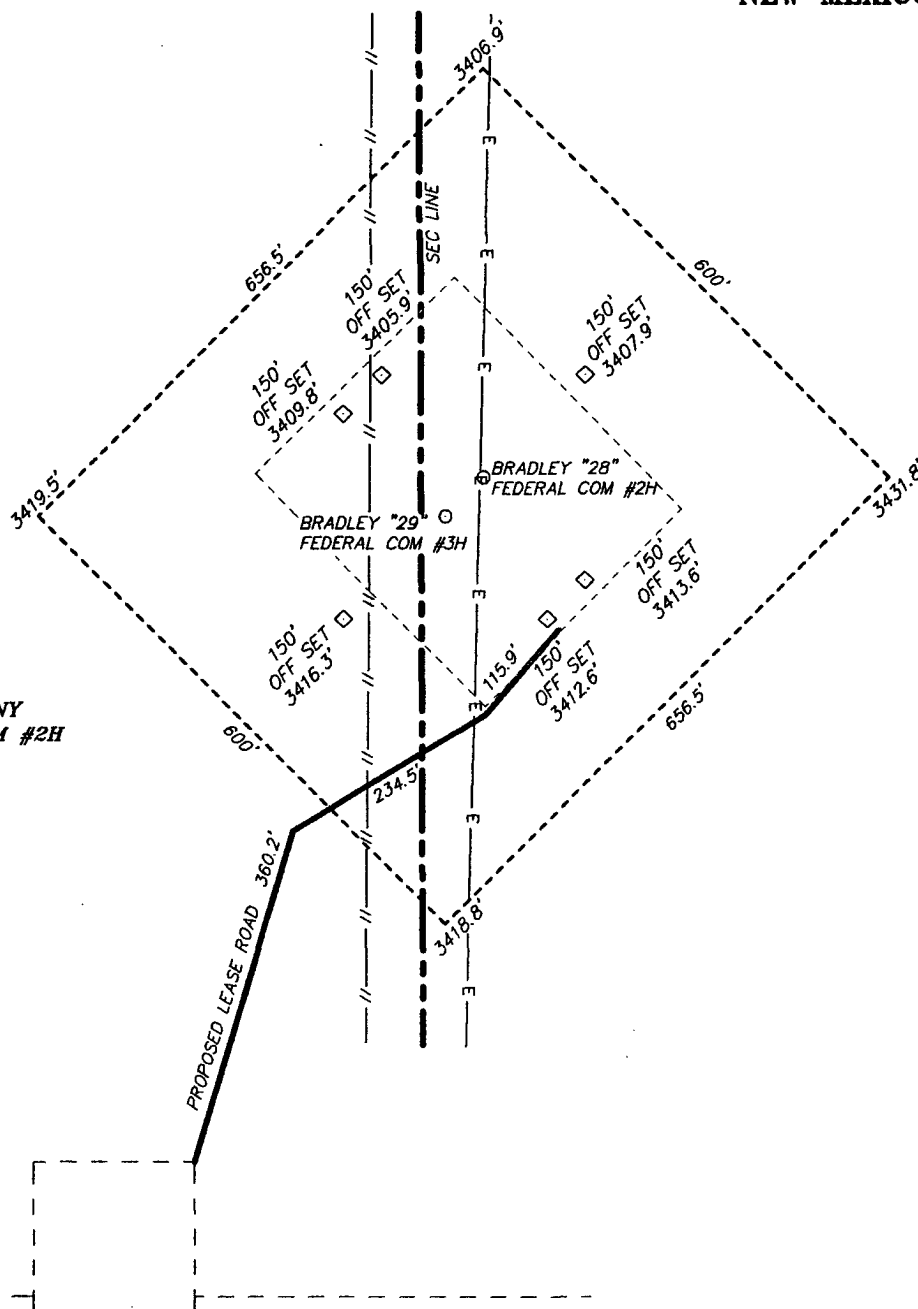 NEW MEXICO
3406.9'
SEC LINE
656.5'
600'
150'
OFF SET
3405.9'
150'
OFF SET
3407.9'
150'
OFF SET
3409.8'
BRADLEY "28"
FEDERAL COM #2H
3419.5'
3431.8'
BRADLEY "29"
FEDERAL COM #3H
150'
OFF SET
3413.6'
150'
OFF SET
3416.3'
115.9'
150'
OFF SET
3412.6'
656.5'
NY
M #2H
600'
234.5'
3418.8'
PROPOSED LEASE ROAD 360.2'
E
E
E
E
E
E
E
E